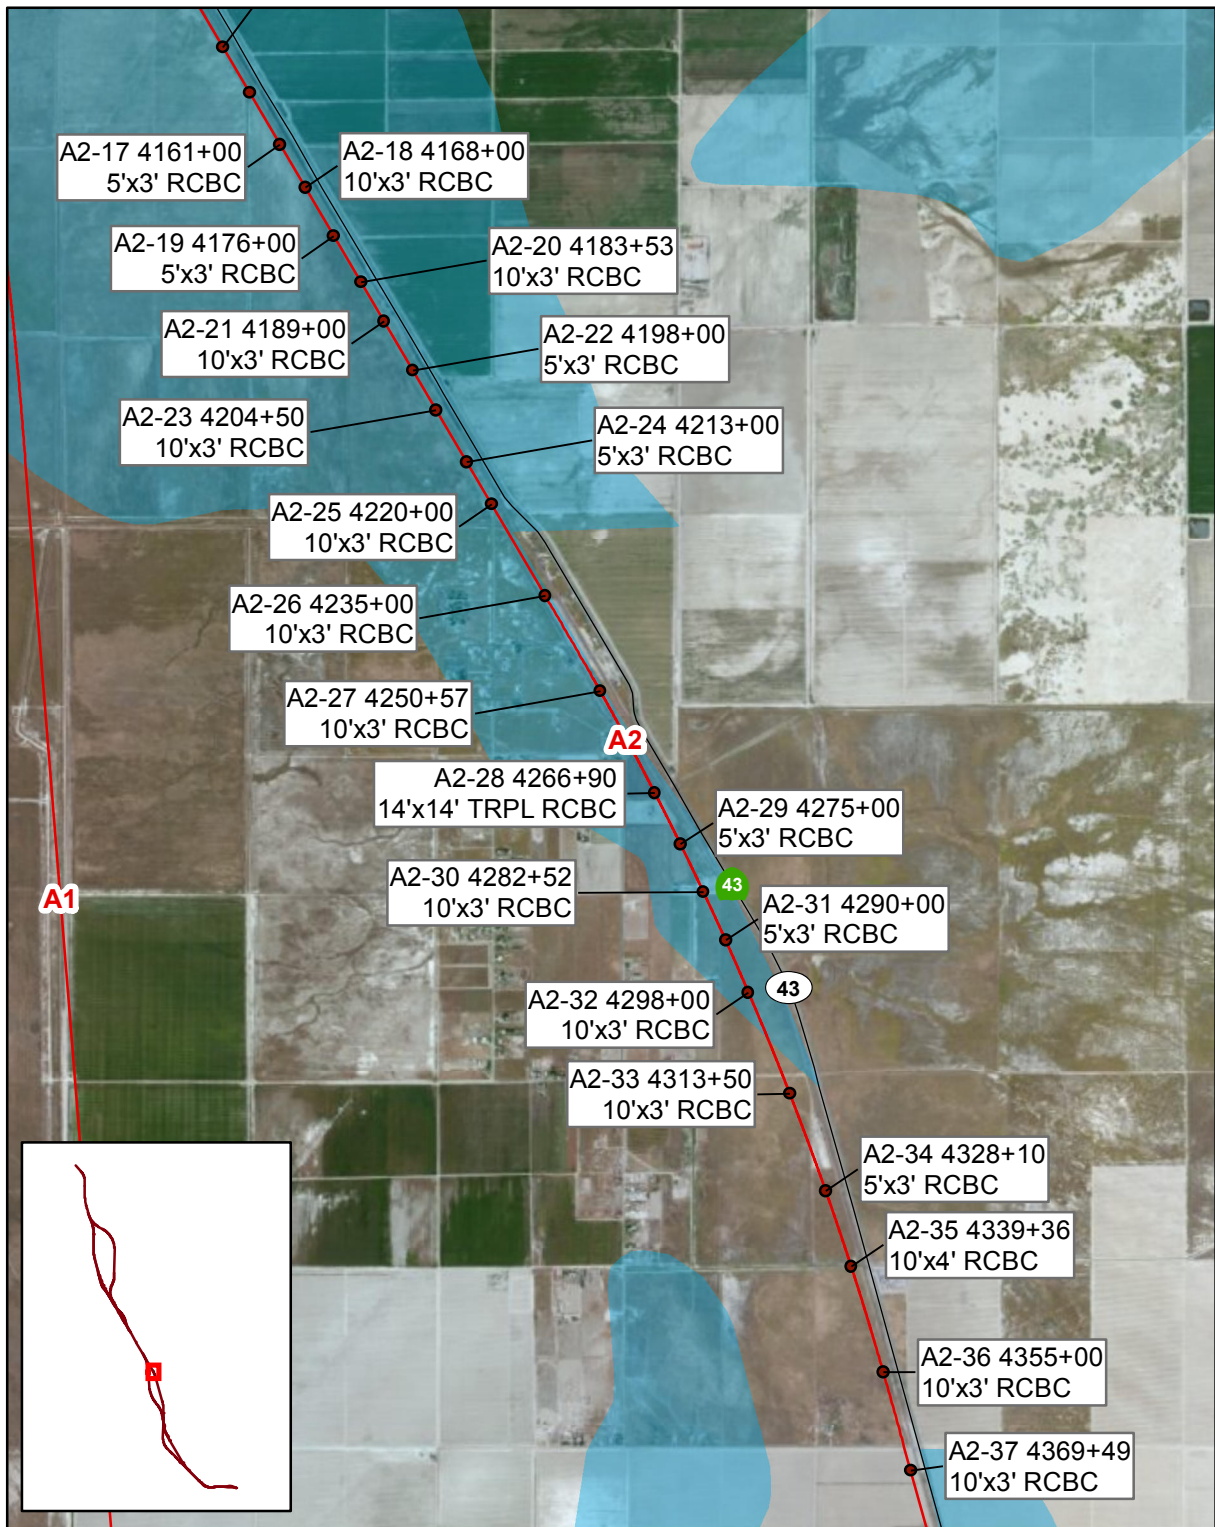 A2-17 4161+00
5'x3' RCBC
A2-18 4168+00
10'x3' RCBC
A2-19 4176+00
5'x3' RCBC
A2-20 4183+53
10'x3' RCBC
A2-21 4189+00
10'x3' RCBC
A2-22 4198+00
5'x3' RCBC
A2-23 4204+50
10'x3' RCBC
A2-24 4213+00
5'x3' RCBC
A2-25 4220+00
10'x3' RCBC
A2-26 4235+00
10'x3' RCBC
A2-27 4250+57
10'x3' RCBC
A2
A2-28 4266+90
14'x14' TRPL RCBC
A2-29 4275+00
5'x3' RCBC
A2-30 4282+52
10'x3' RCBC
43
A1
A2-31 4290+00
5'x3' RCBC
43
A2-32 4298+00
10'x3' RCBC
A2-33 4313+50
10'x3' RCBC
A2-34 4328+10
5'x3' RCBC
A2-35 4339+36
10'x4' RCBC
A2-36 4355+00
10'x3' RCBC
A2-37 4369+49
10'x3' RCBC